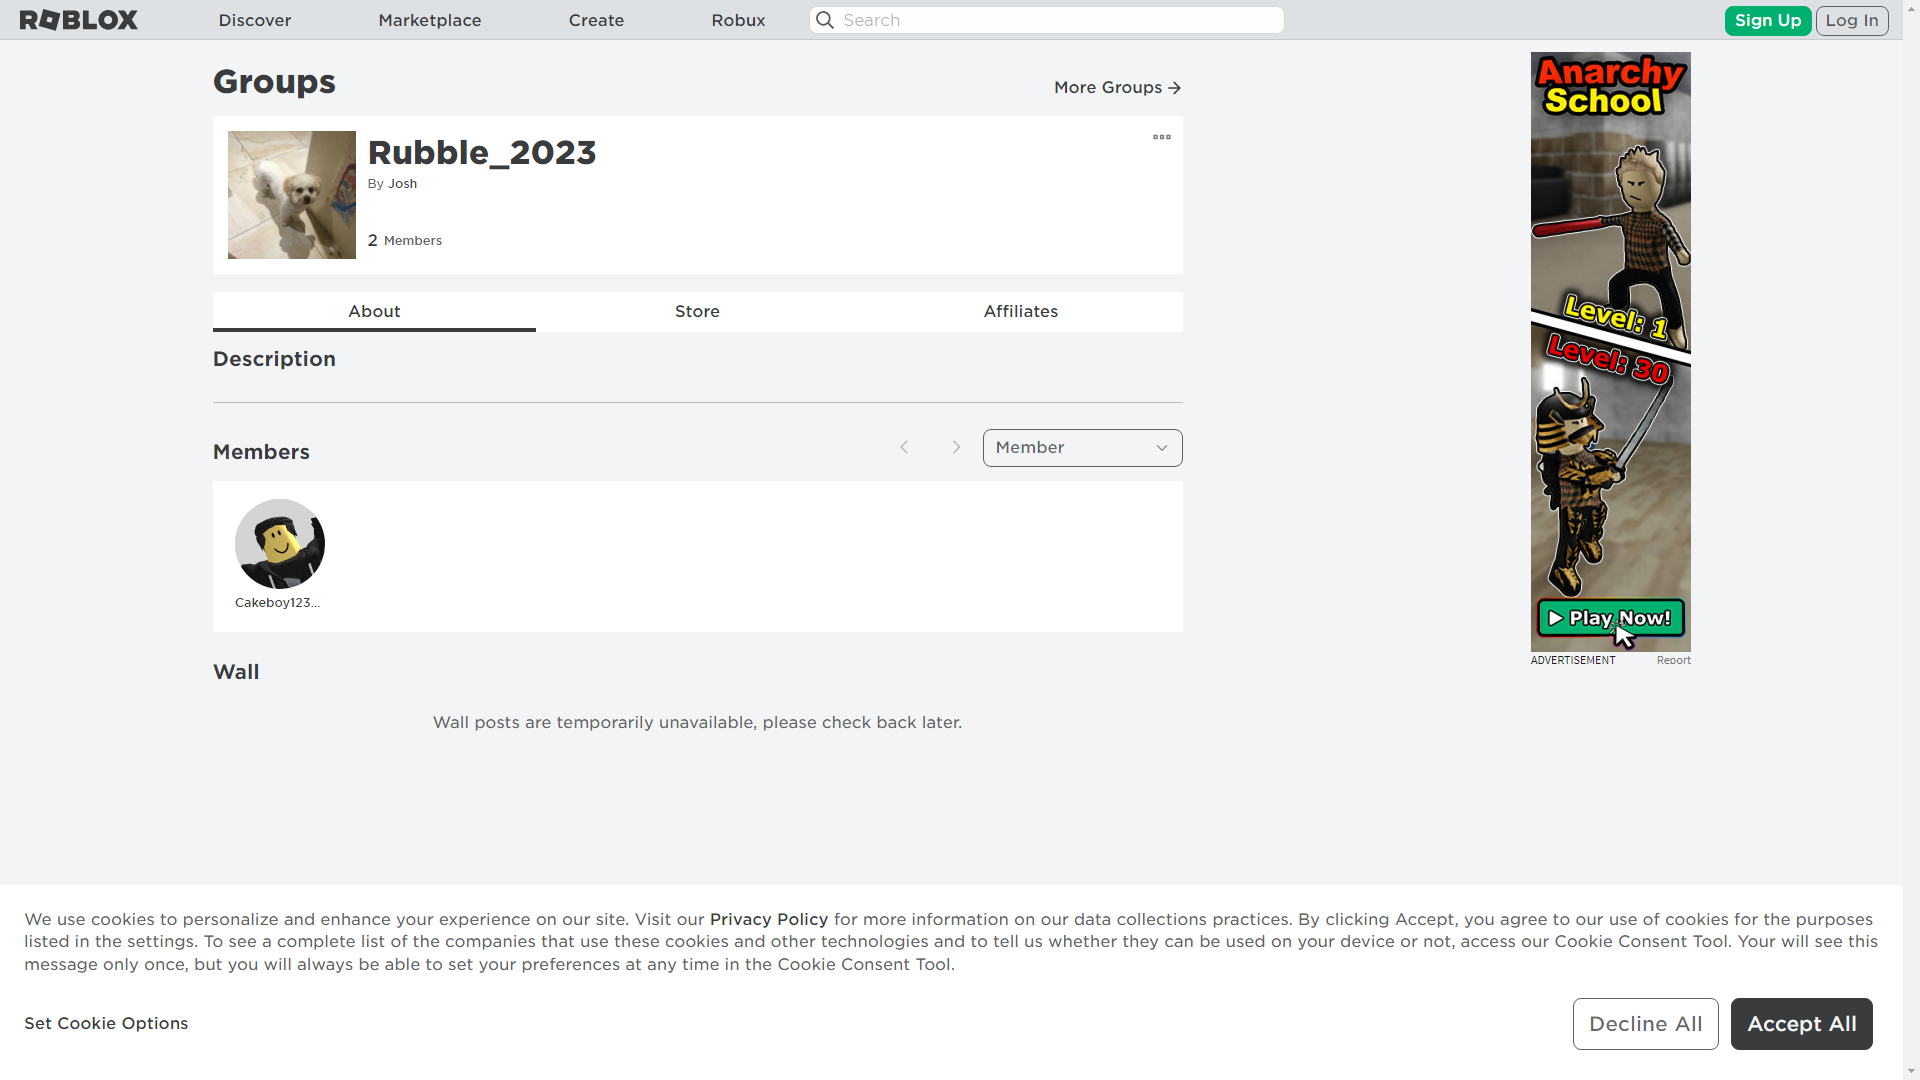 ROBLOX
Discover
Marketplace
Create
Robux
Search
Sign Up
Log In
Groups
More Groups
Rubble_2023
By Josh
2 Members
About
Store
Affiliates
Description
Members
Member
Cakeboy123...
Wall
Wall posts are temporarily unavailable, please check back later.
Anarchy
School
Level: 1
Level: 30
Play Now!
ADVERTISEMENT
Report
We use cookies to personalize and enhance your experience on our site. Visit our Privacy Policy for more information on our data collections practices. By clicking Accept, you agree to our use of cookies for the purposes
listed in the settings. To see a complete list of the companies that use these cookies and other technologies and to tell us whether they can be used on your device or not, access our Cookie Consent Tool. Your will see this
message only once, but you will always be able to set your preferences at any time in the Cookie Consent Tool.
Set Cookie Options
Decline All
Accept All